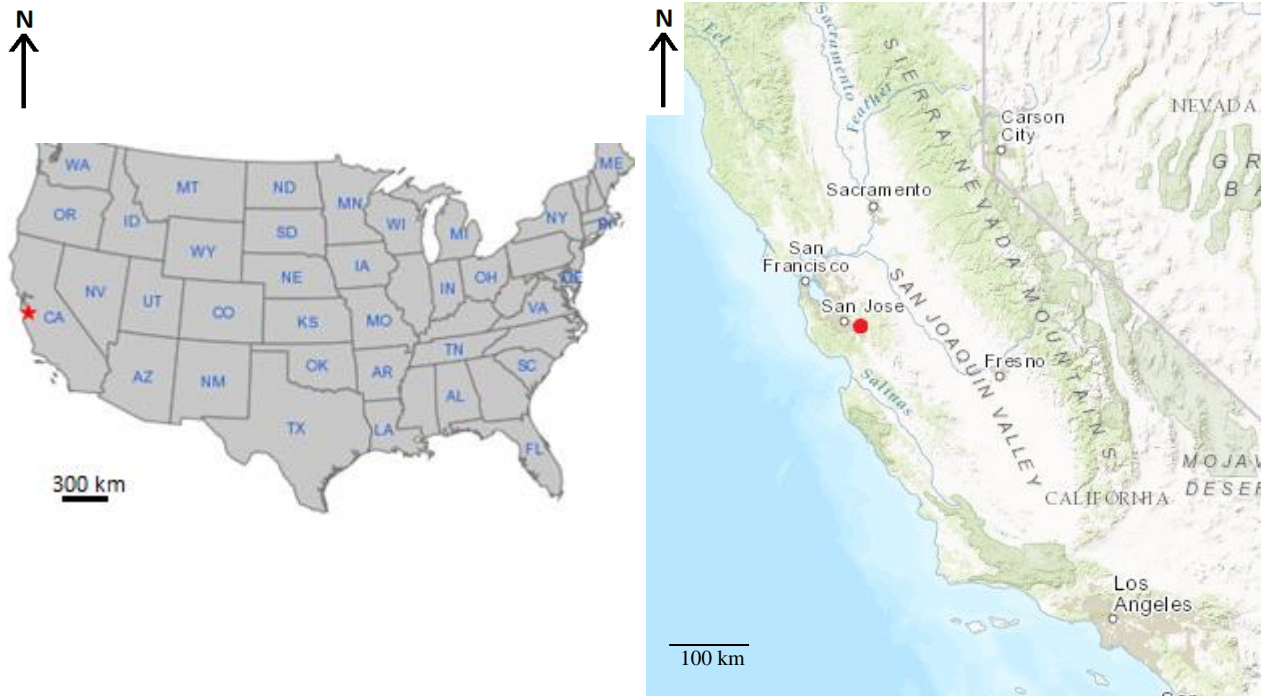 N
WA
MT
ND
MN
ME
OR
ID
WI
NY
SD
MI
WY
IA
NE
OH
IN
NV
UT
CO
VA
CA
KS
MO
TN
OK
SC
AZ
NM
AR
AL
TX
LA
FL
300 km
N
Sacramento
Eel
SIERRA NEVADA MOUNTAINS
Feather
NEVADA
Carson
City
G R
B A
Sacramento
San
Francisco
SAN JOAQUIN VALLEY
San Jose
Fresno
Salinas
MOJAV
DESER
CALIFORNIA
Los
Angeles
100 km